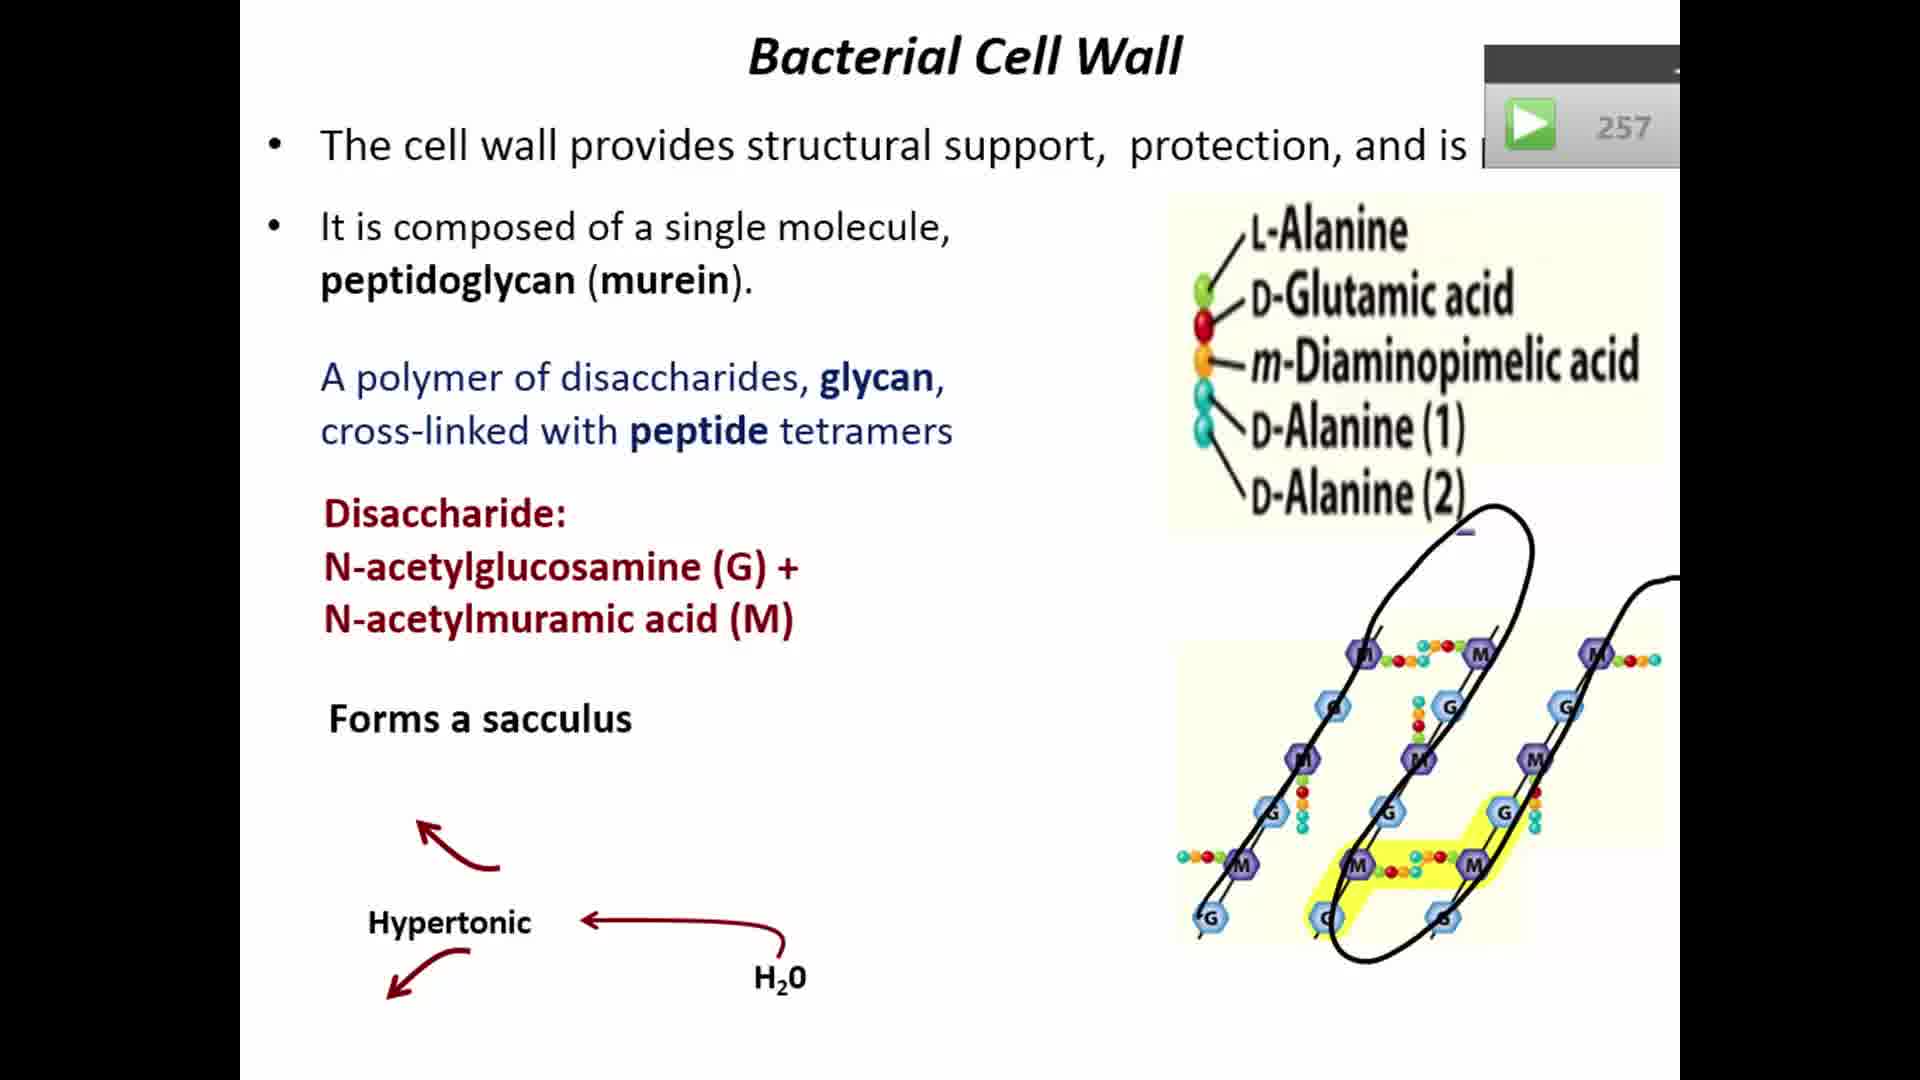 Bacterial Cell Wall
257
• The cell wall provides structural support, protection, and is
• It is composed of a single molecule,
peptidoglycan (murein).
A polymer of disaccharides, glycan,
cross-linked with peptide tetramers
Disaccharide:
N-acetylglucosamine (G) +
N-acetylmuramic acid (M)
Forms a sacculus
Hypertonic
H₂0
L-Alanine
D-Glutamic acid
m-Diaminopimelic acid
D-Alanine (1)
D-Alanine (2)
M M M
G G G
M M M
G G G
M M M
G G G